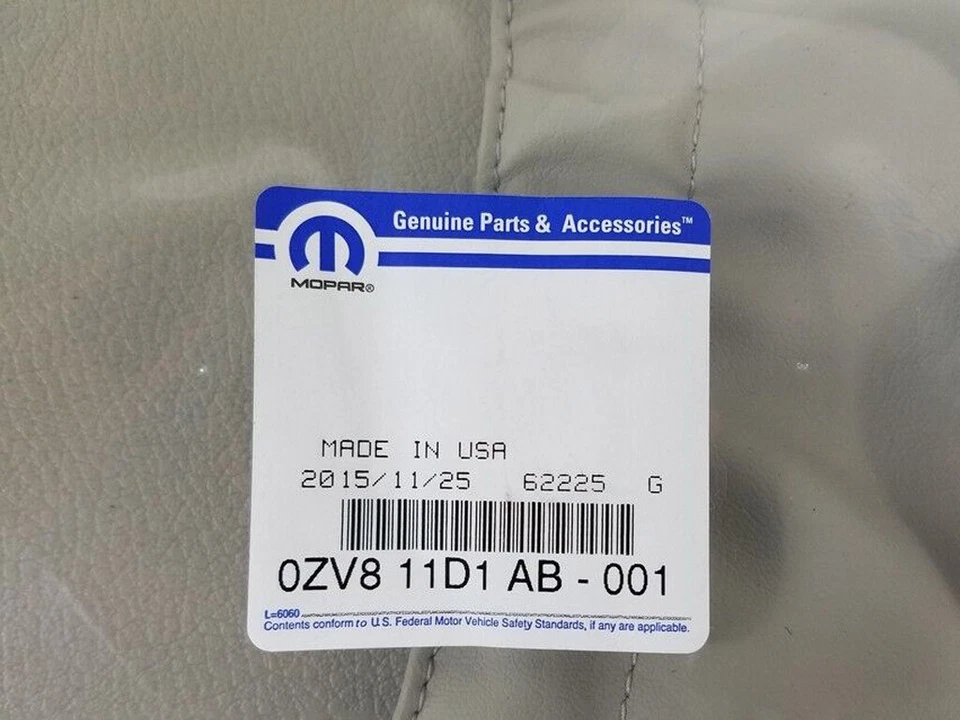 Genuine Parts & Accessories™
MOPAR®
MADE IN USA
2015/11/25 62225 G
0ZV8 11D1 AB - 001
L=6060
Contents conform to U.S. Federal Motor Vehicle Safety Standards, if any are applicable.